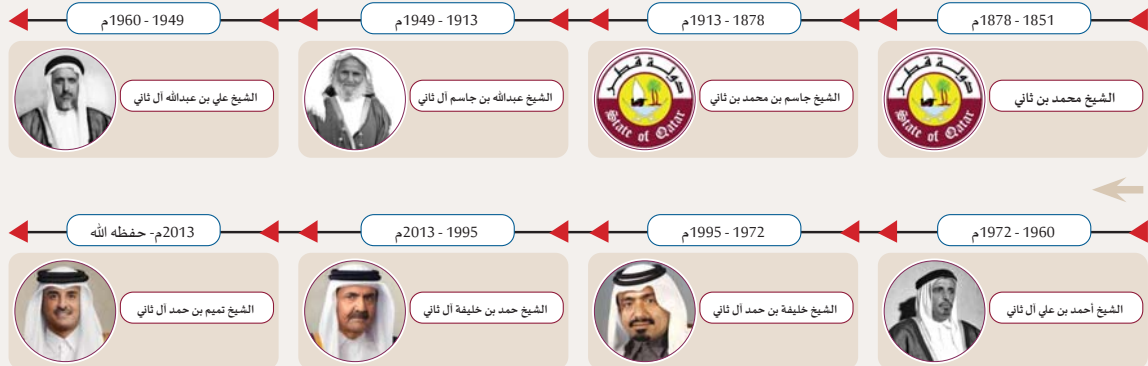 1851 - 1878م
الشيخ محمد بن ثاني
دولة قطر
State of Qatar
1878 - 1913م
الشيخ جاسم بن محمد بن ثاني
دولة قطر
State of Qatar
1913 - 1949م
الشيخ عبدالله بن جاسم آل ثاني
1949 - 1960م
الشيخ علي بن عبدالله آل ثاني
1960 - 1972م
الشيخ أحمد بن علي آل ثاني
1972 - 1995م
الشيخ خليفة بن حمد آل ثاني
1995 - 2013م
الشيخ حمد بن خليفة آل ثاني
2013م- حفظه الله
الشيخ تميم بن حمد آل ثاني